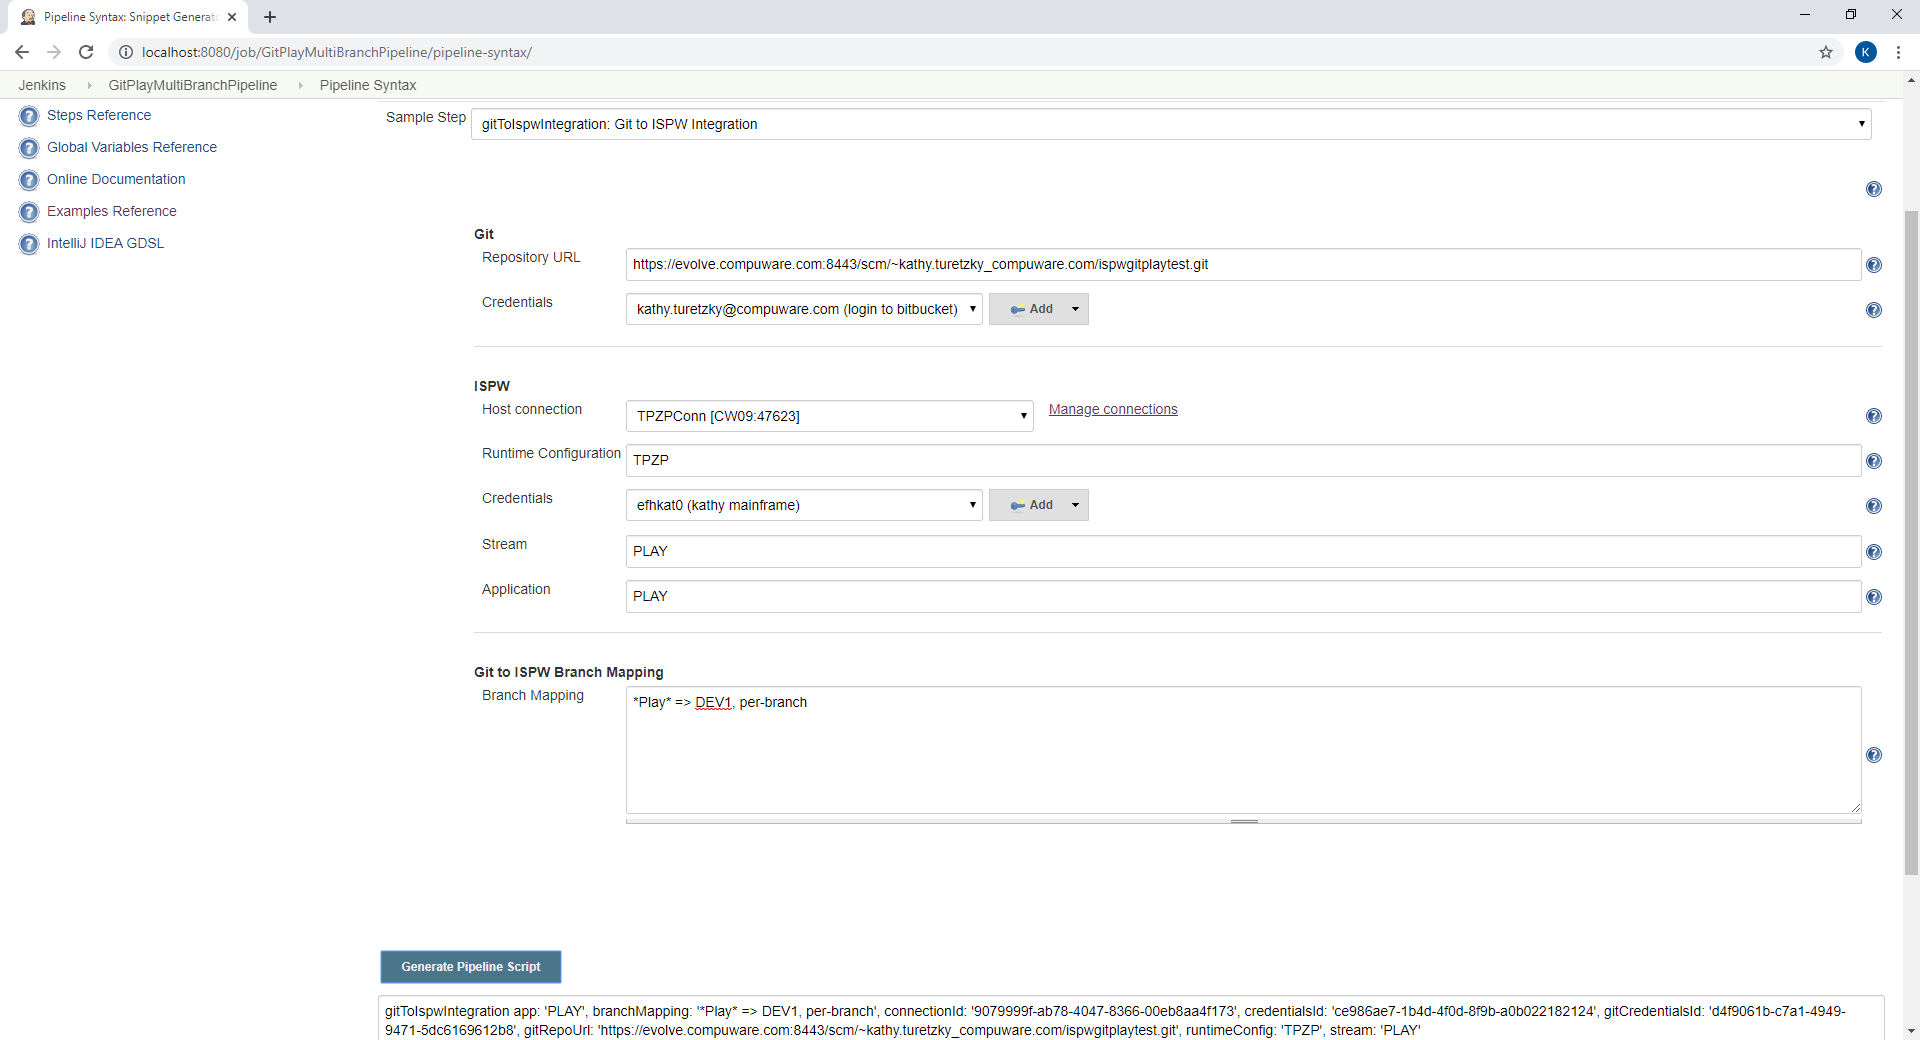 Pipeline Syntax: Snippet Generato
K
localhost:8080/job/GitPlayMultiBranchPipeline/pipeline-syntax/
Jenkins GitPlayMultiBranchPipeline Pipeline Syntax
Steps Reference
Global Variables Reference
Online Documentation
Examples Reference
IntelliJ IDEA GDSL
Sample Step gitToIspwIntegration: Git to ISPW Integration
Git
Repository URL https://evolve.compuware.com:8443/scm/~kathy.turetzky_compuware.com/ispwgitplaytest.git
Credentials kathy.turetzky@compuware.com (login to bitbucket) Add
ISPW
Host connection TPZPConn [CW09:47623] Manage connections
Runtime Configuration TPZP
Credentials efhkat0 (kathy mainframe) Add
Stream PLAY
Application PLAY
Git to ISPW Branch Mapping
Branch Mapping *Play* => DEV1, per-branch
Generate Pipeline Script
gitToIspwIntegration app: 'PLAY', branchMapping: '*Play* => DEV1, per-branch', connectionId: '9079999f-ab78-4047-8366-00eb8aa4f173', credentialsId: 'ce986ae7-1b4d-4f0d-8f9b-a0b022182124', gitCredentialsId: 'd4f9061b-c7a1-4949-
9471-5dc6169612b8', gitRepoUrl: 'https://evolve.compuware.com:8443/scm/~kathy.turetzky_compuware.com/ispwgitplaytest.git', runtimeConfig: 'TPZP', stream: 'PLAY'